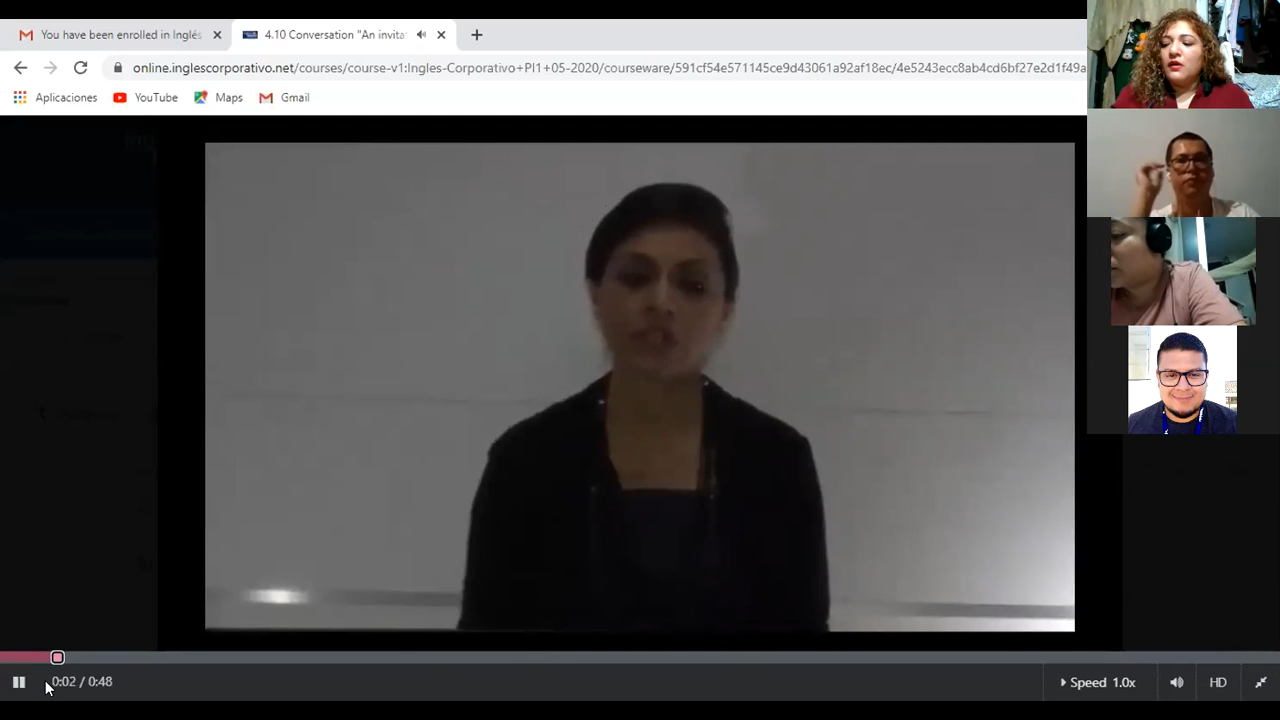 You have been enrolled in Inglés
4.10 Conversation "An invita
online.inglescorporativo.net/courses/course-v1:Ingles-Corporativo+PI1+05-2020/courseware/591cf54e571145ce9d43061a92af18ec/4e5243ecc8ab4cd6bf27e2d1f49a
Aplicaciones
YouTube
Maps
Gmail
0:02 / 0:48
Speed 1.0x
HD